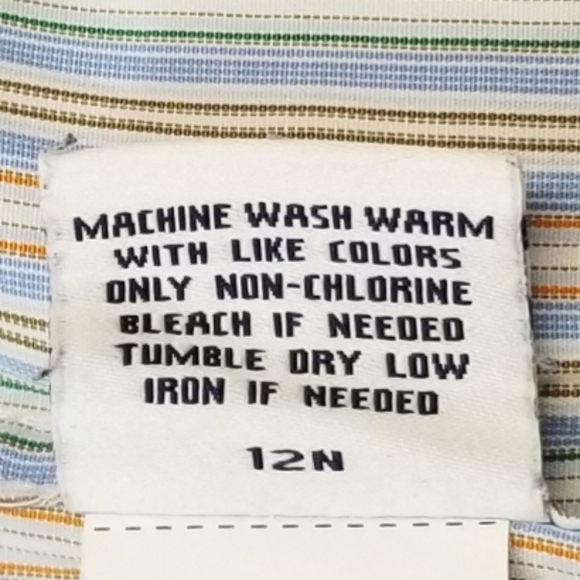 MACHINE WASH WARM
WITH LIKE COLORS
ONLY NON-CHLORINE
BLEACH IF NEEDED
TUMBLE DRY LOW
IRON IF NEEDED
12N